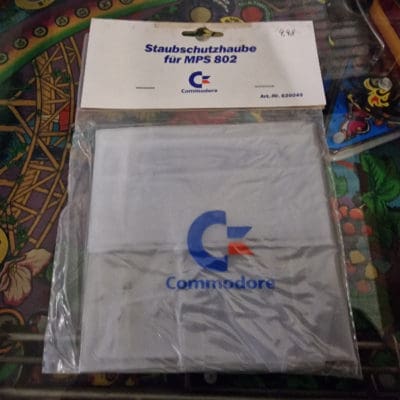 Staubschutzhaube
für MPS 802
Commodore
Art.-Nr. 620045
Commodore